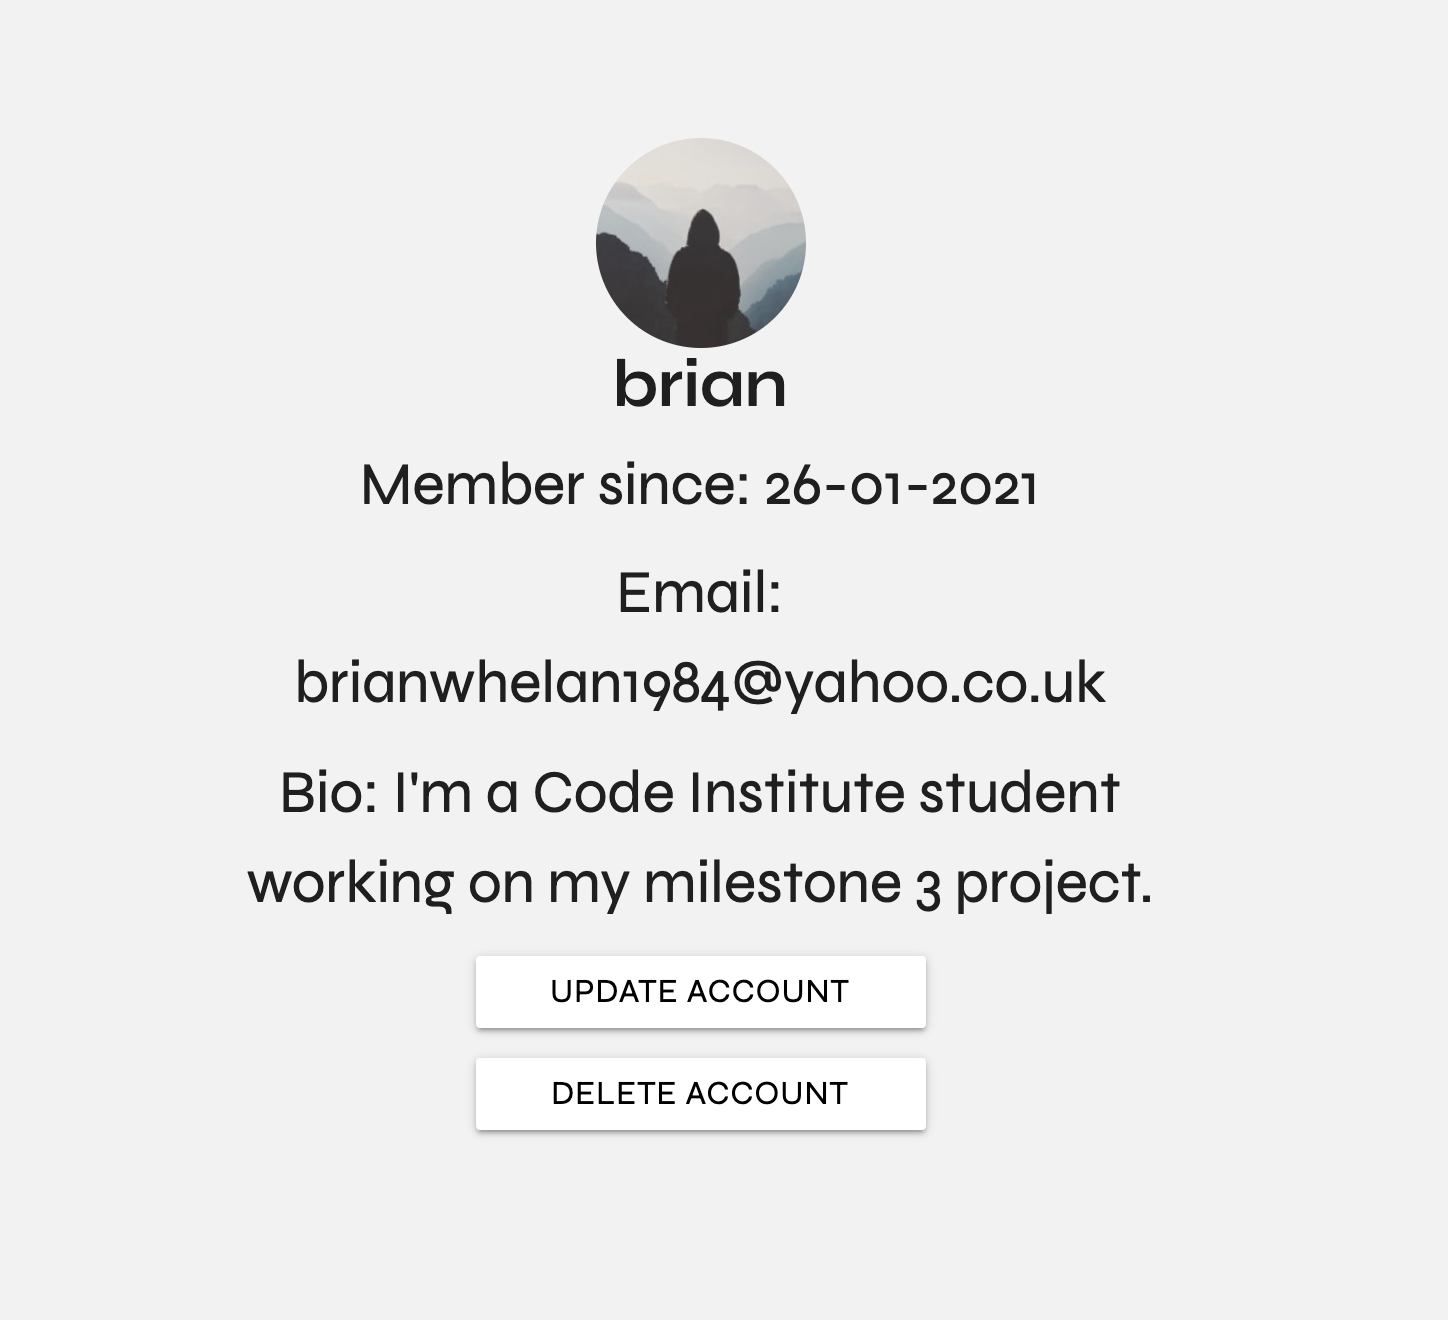 brian
Member since: 26-01-2021
Email:
brianwhelan1984@yahoo.co.uk
Bio: I'm a Code Institute student
working on my milestone 3 project.
UPDATE ACCOUNT
DELETE ACCOUNT